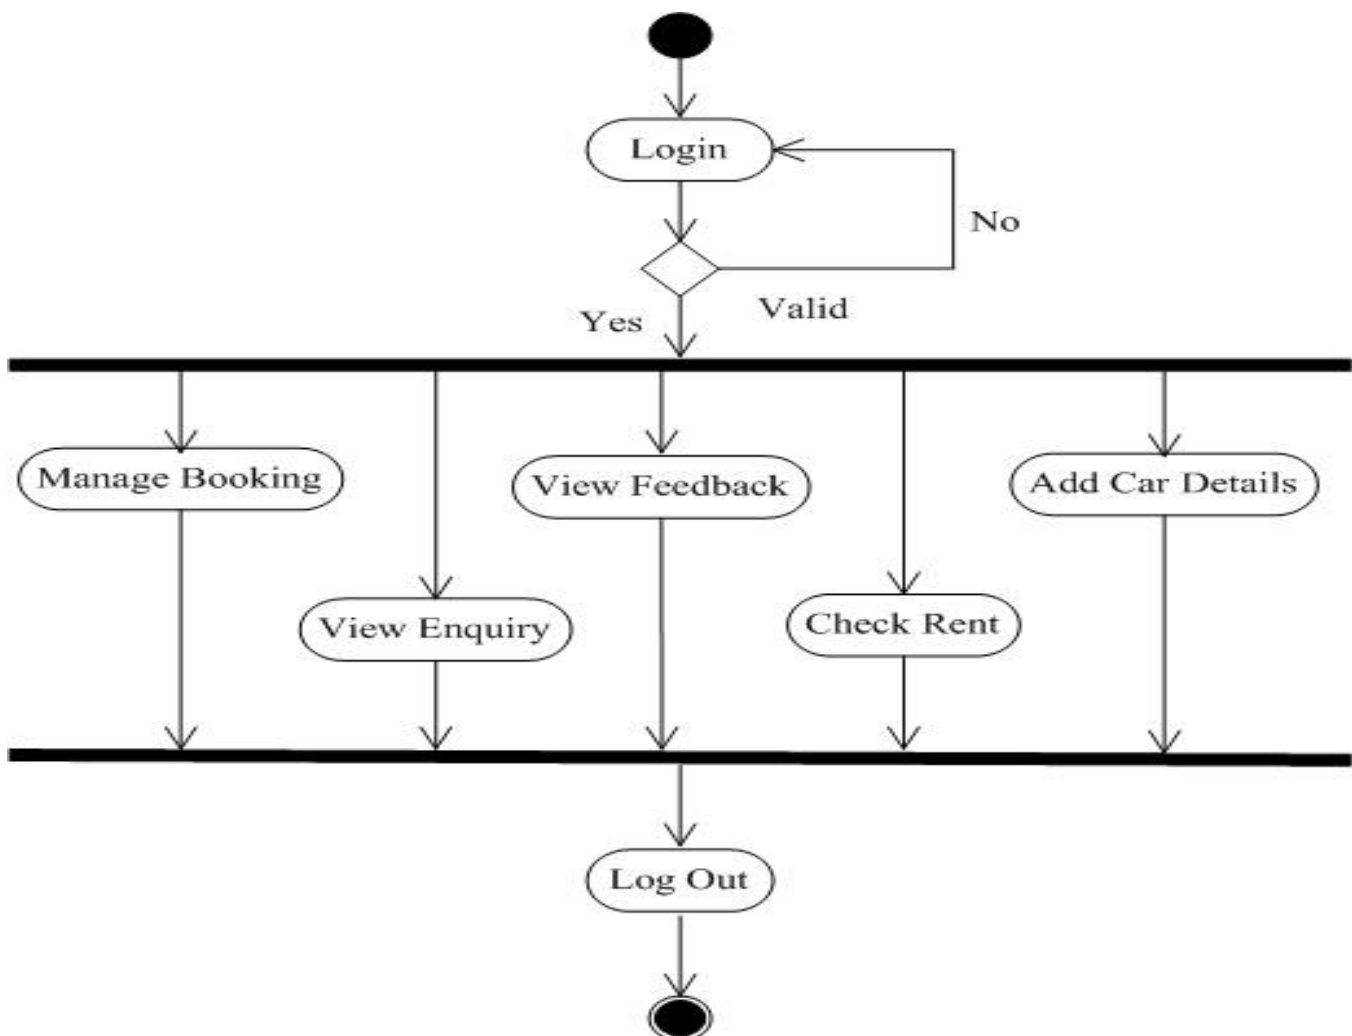 Login
No
Valid
Yes
Manage Booking
View Feedback
Add Car Details
View Enquiry
Check Rent
Log Out